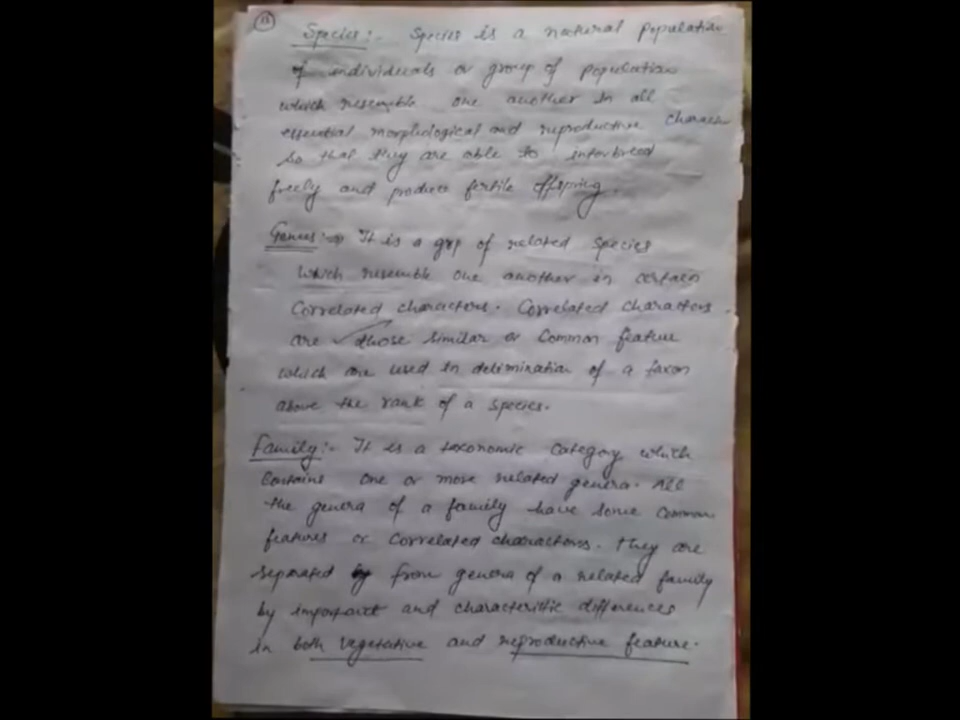 13
Species:- Species is a natural population
of individuals or group of population
which resemble one another in all
essential morphological and reproductive character
so that they are able to interbreed
freely and produce fertile offspring.
Genus:→ It is a grp of related species
which resemble one another in certain
Correlated characters. Correlated characters
are those similar or common feature
which are used in delimination of a taxon
above the rank of a species.
Family:- It is a taxonomic category which
Contains one or more related genera. All
the genera of a family have some common
features or correlated characters. They are
seperated from genera of a related family
by important and characteristic differences
in both vegetative and reproductive feature.